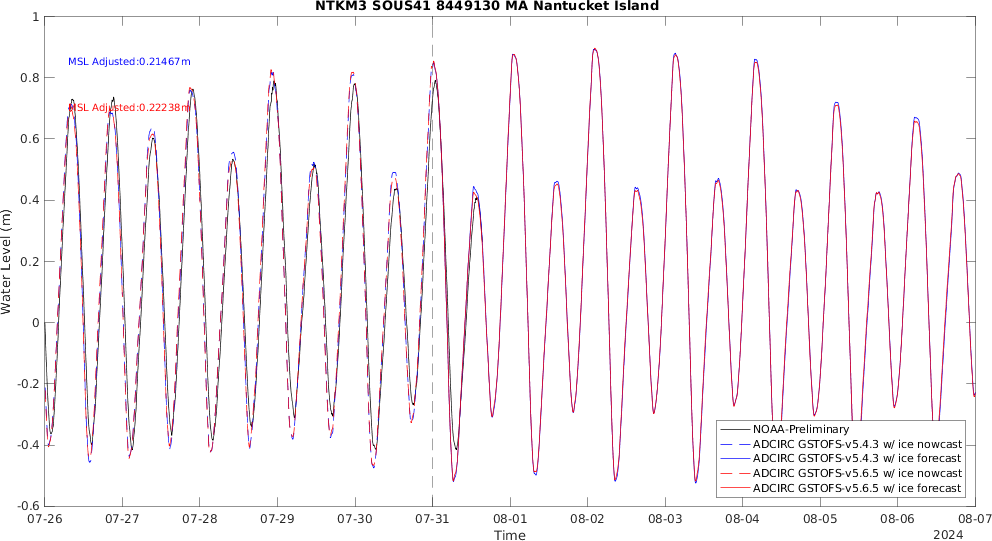 NTKM3 SOUS41 8449130 MA Nantucket Island
1
0.8
0.6
0.4
0.2
0
-0.2
-0.4
-0.6
Water Level (m)
MSL Adjusted:0.21467m
MSL Adjusted:0.22238m
NOAA-Preliminary
ADCIRC GSTOFS-v5.4.3 w/ ice nowcast
ADCIRC GSTOFS-v5.4.3 w/ ice forecast
ADCIRC GSTOFS-v5.6.5 w/ ice nowcast
ADCIRC GSTOFS-v5.6.5 w/ ice forecast
07-26 07-27 07-28 07-29 07-30 07-31 08-01 08-02 08-03 08-04 08-05 08-06 08-07
Time
2024